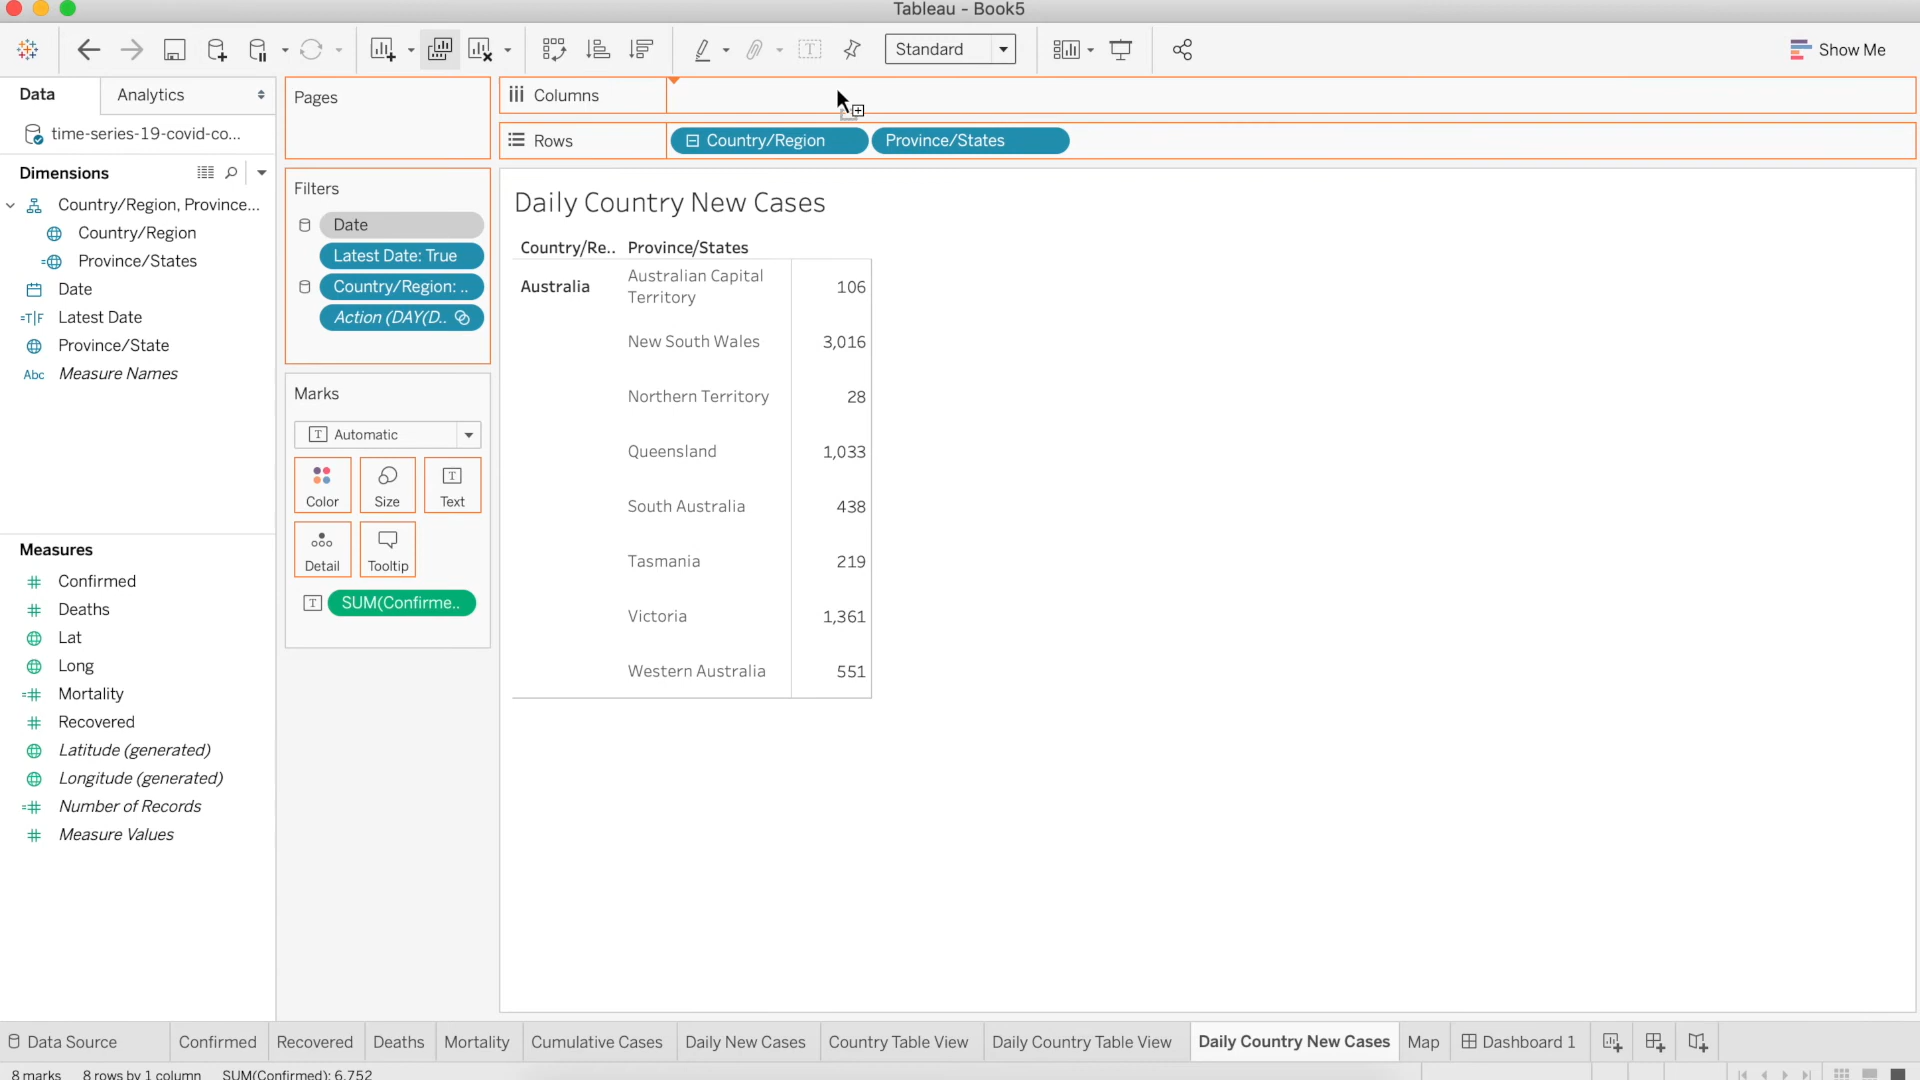 Tableau - Book5
Standard
Show Me
Data
Analytics
time-series-19-covid-co...
Dimensions
Country/Region, Province...
Country/Region
Province/States
Date
=T|F Latest Date
Province/State
Abc Measure Names
Measures
Confirmed
Deaths
Lat
Long
Mortality
Recovered
Latitude (generated)
Longitude (generated)
Number of Records
Measure Values
Pages
Filters
Date
Latest Date: True
Country/Region: ..
Action (DAY(D..
Marks
T Automatic
Color Size Text
Detail Tooltip
T SUM(Confirme..
Columns
Rows Country/Region Province/States
Daily Country New Cases
Country/Re.. Province/States
Australia Australian Capital Territory 106
New South Wales 3,016
Northern Territory 28
Queensland 1,033
South Australia 438
Tasmania 219
Victoria 1,361
Western Australia 551
Data Source Confirmed Recovered Deaths Mortality Cumulative Cases Daily New Cases Country Table View Daily Country Table View Daily Country New Cases Map Dashboard 1
8 marks 8 rows by 1 column SUM(Confirmed): 6,752